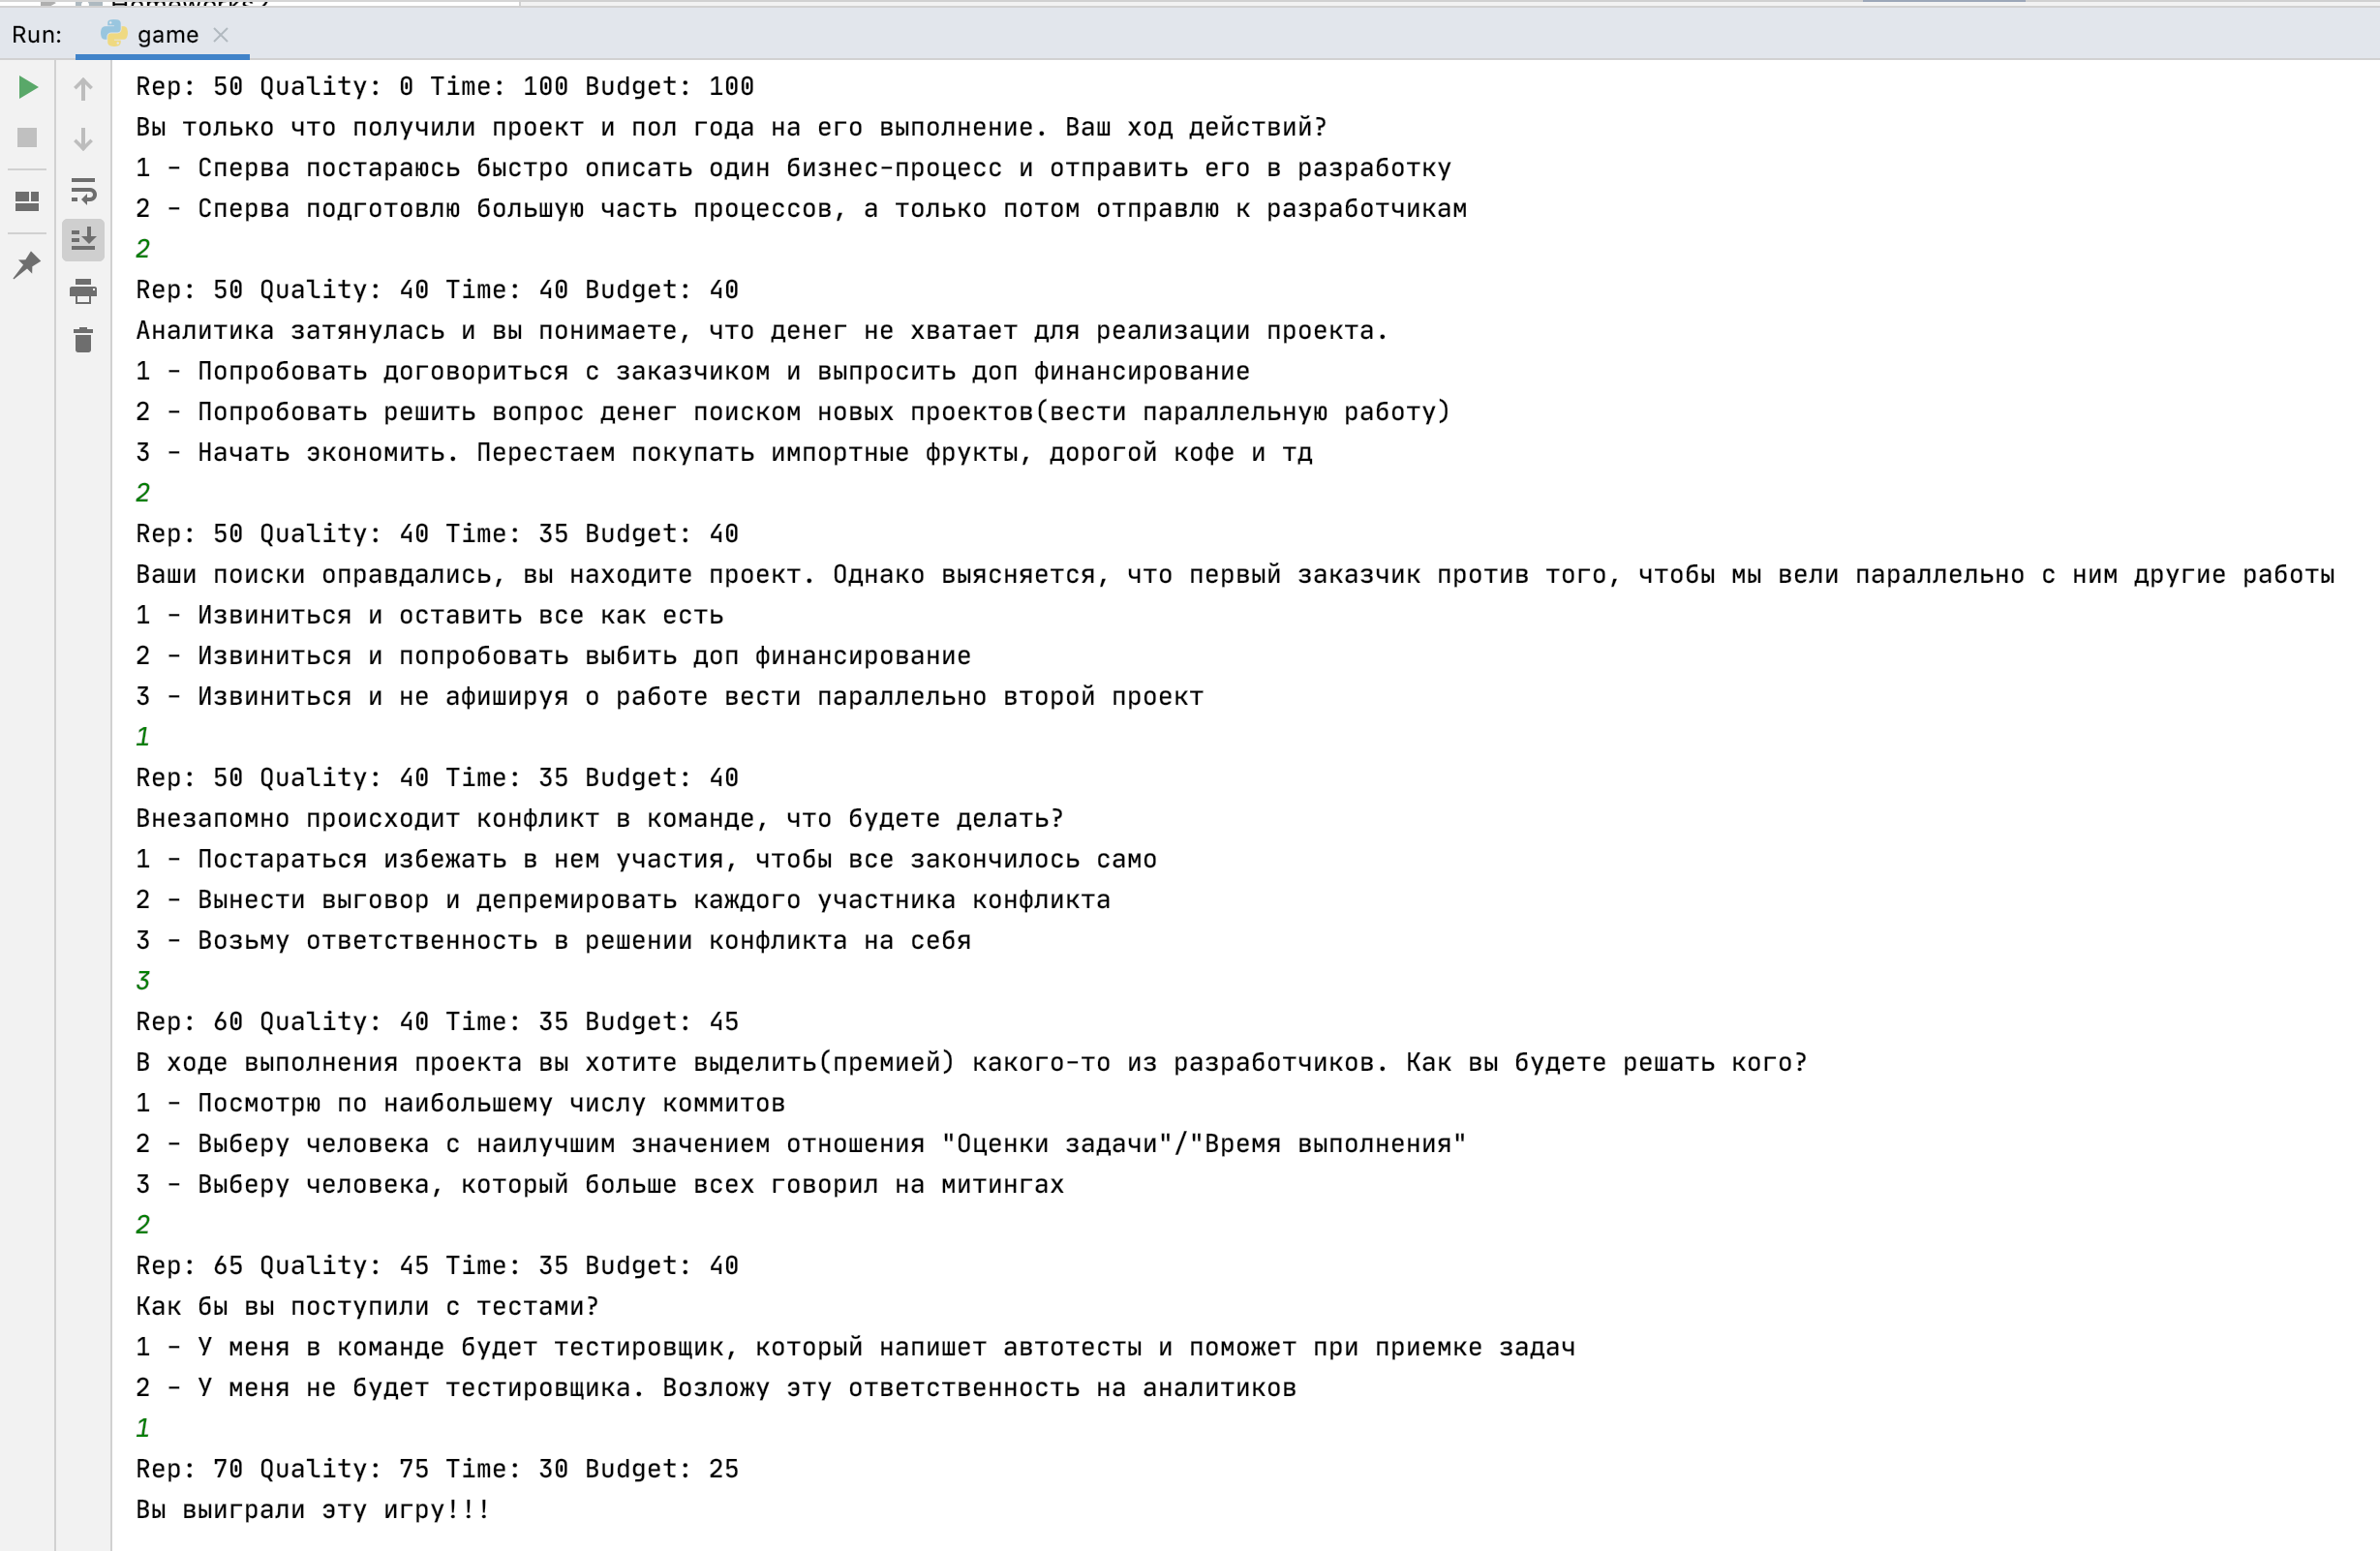 Run: game
Rep: 50 Quality: 0 Time: 100 Budget: 100
Вы только что получили проект и пол года на его выполнение. Ваш ход действий?
1 - Сперва постараюсь быстро описать один бизнес-процесс и отправить его в разработку
2 - Сперва подготовлю большую часть процессов, а только потом отправлю к разработчикам
2
Rep: 50 Quality: 40 Time: 40 Budget: 40
Аналитика затянулась и вы понимаете, что денег не хватает для реализации проекта.
1 - Попробовать договориться с заказчиком и выпросить доп финансирование
2 - Попробовать решить вопрос денег поиском новых проектов(вести параллельную работу)
3 - Начать экономить. Перестаем покупать импортные фрукты, дорогой кофе и тд
2
Rep: 50 Quality: 40 Time: 35 Budget: 40
Ваши поиски оправдались, вы находите проект. Однако выясняется, что первый заказчик против того, чтобы мы вели параллельно с ним другие работы
1 - Извиниться и оставить все как есть
2 - Извиниться и попробовать выбить доп финансирование
3 - Извиниться и не афишируя о работе вести параллельно второй проект
1
Rep: 50 Quality: 40 Time: 35 Budget: 40
Внезапомно происходит конфликт в команде, что будете делать?
1 - Постараться избежать в нем участия, чтобы все закончилось само
2 - Вынести выговор и депремировать каждого участника конфликта
3 - Возьму ответственность в решении конфликта на себя
3
Rep: 60 Quality: 40 Time: 35 Budget: 45
В ходе выполнения проекта вы хотите выделить(премией) какого-то из разработчиков. Как вы будете решать кого?
1 - Посмотрю по наибольшему числу коммитов
2 - Выберу человека с наилучшим значением отношения "Оценки задачи"/"Время выполнения"
3 - Выберу человека, который больше всех говорил на митингах
2
Rep: 65 Quality: 45 Time: 35 Budget: 40
Как бы вы поступили с тестами?
1 - У меня в команде будет тестировщик, который напишет автотесты и поможет при приемке задач
2 - У меня не будет тестировщика. Возложу эту ответственность на аналитиков
1
Rep: 70 Quality: 75 Time: 30 Budget: 25
Вы выиграли эту игру!!!